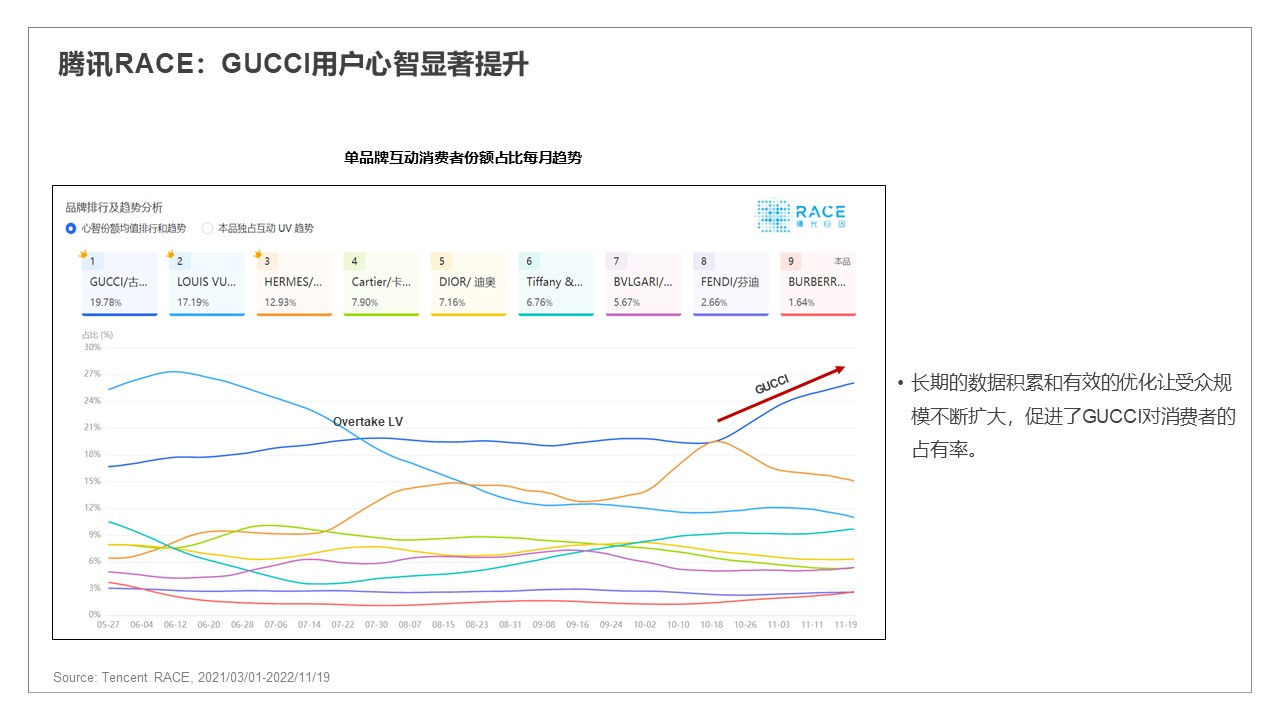 腾讯RACE：GUCCI用户心智显著提升
单品牌互动消费者份额占比每月趋势
品牌排行及趋势分析
心智份额均值排行和趋势 本品独占互动 UV 趋势
RACE
曝光归因
1 2 3 4 5 6 7 8 9 本品
GUCCI/古... LOUIS VU... HERMES/... Cartier/卡... DIOR/ 迪奥 Tiffany &... BVLGARI/... FENDI/芬迪 BURBERR...
19.78% 17.19% 12.93% 7.90% 7.16% 6.76% 5.67% 2.66% 1.64%
占比 (%)
30%
27%
24%
21%
18%
15%
12%
9%
6%
3%
0%
GUCCI
Overtake LV
05-27 06-04 06-12 06-20 06-28 07-06 07-14 07-22 07-30 08-07 08-15 08-23 08-31 09-08 09-16 09-24 10-02 10-10 10-18 10-26 11-03 11-11 11-19
• 长期的数据积累和有效的优化让受众规
模不断扩大，促进了GUCCI对消费者的
占有率。
Source: Tencent RACE, 2021/03/01-2022/11/19